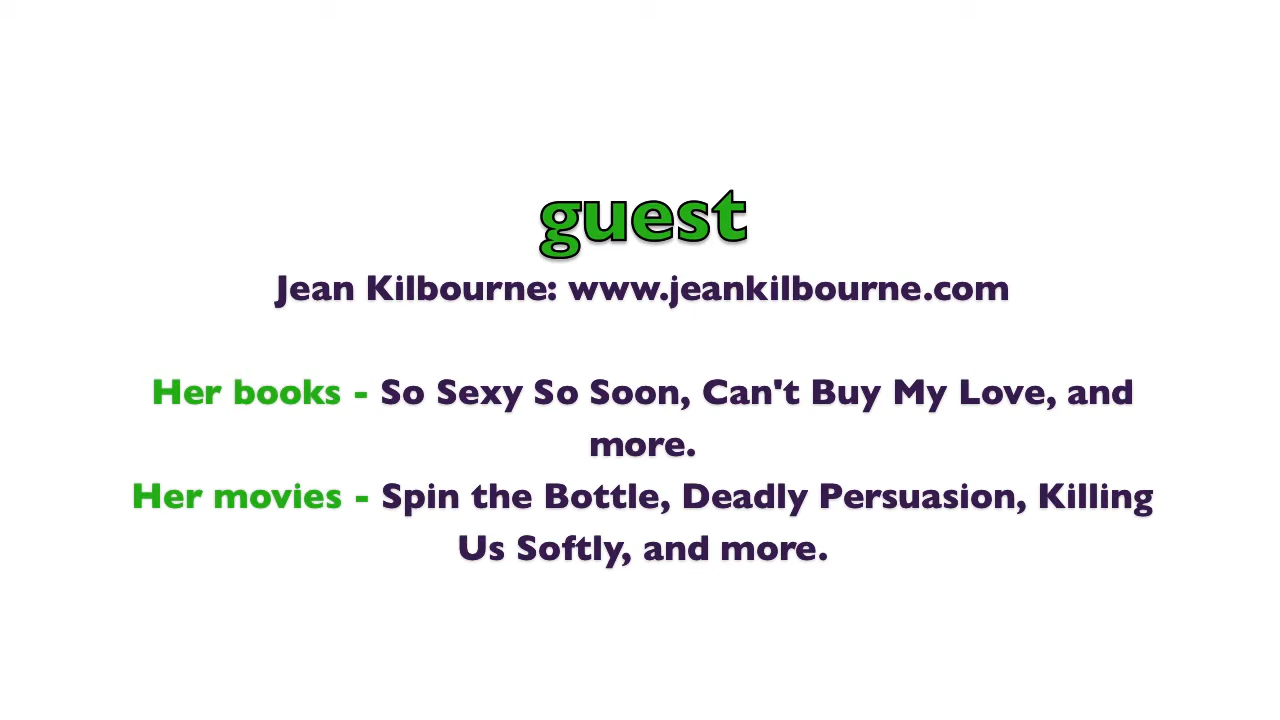 guest
Jean Kilbourne: www.jeankilbourne.com
Her books - So Sexy So Soon, Can't Buy My Love, and
more.
Her movies - Spin the Bottle, Deadly Persuasion, Killing
Us Softly, and more.